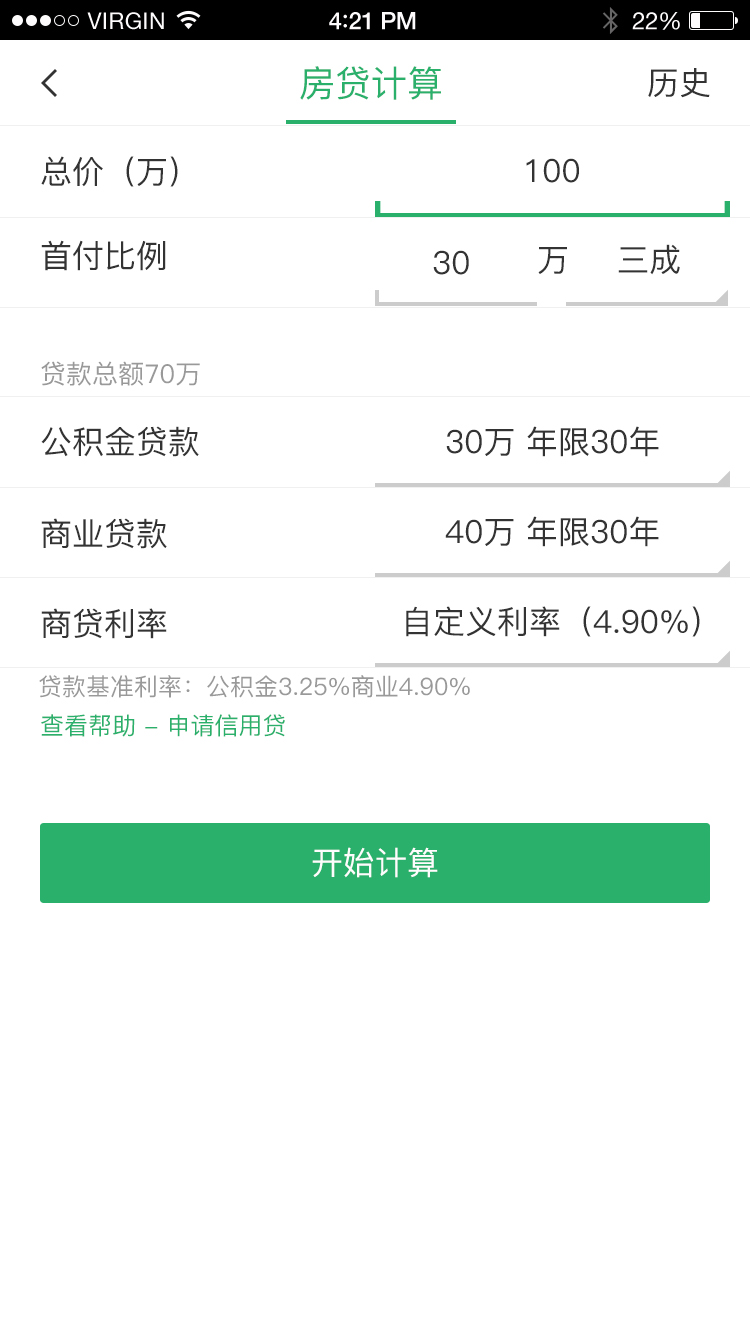 VIRGIN 4:21 PM 22%
房贷计算 历史
总价（万） 100
首付比例 30 万 三成
贷款总额70万
公积金贷款 30万 年限30年
商业贷款 40万 年限30年
商贷利率 自定义利率（4.90%）
贷款基准利率：公积金3.25%商业4.90%
查看帮助 – 申请信用贷
开始计算